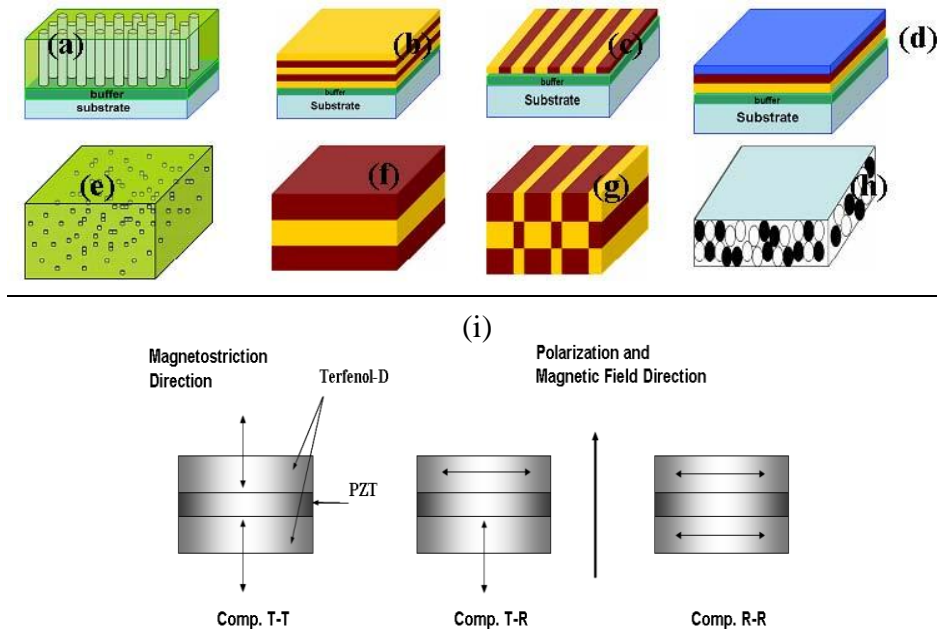 (a)
buffer
substrate
(b)
buffer
Substrate
(c)
buffer
Substrate
(d)
buffer
Substrate
(e)
(f)
(g)
(h)
(i)
Magnetostriction
Direction
Terfenol-D
PZT
Polarization and
Magnetic Field Direction
Comp. T-T
Comp. T-R
Comp. R-R